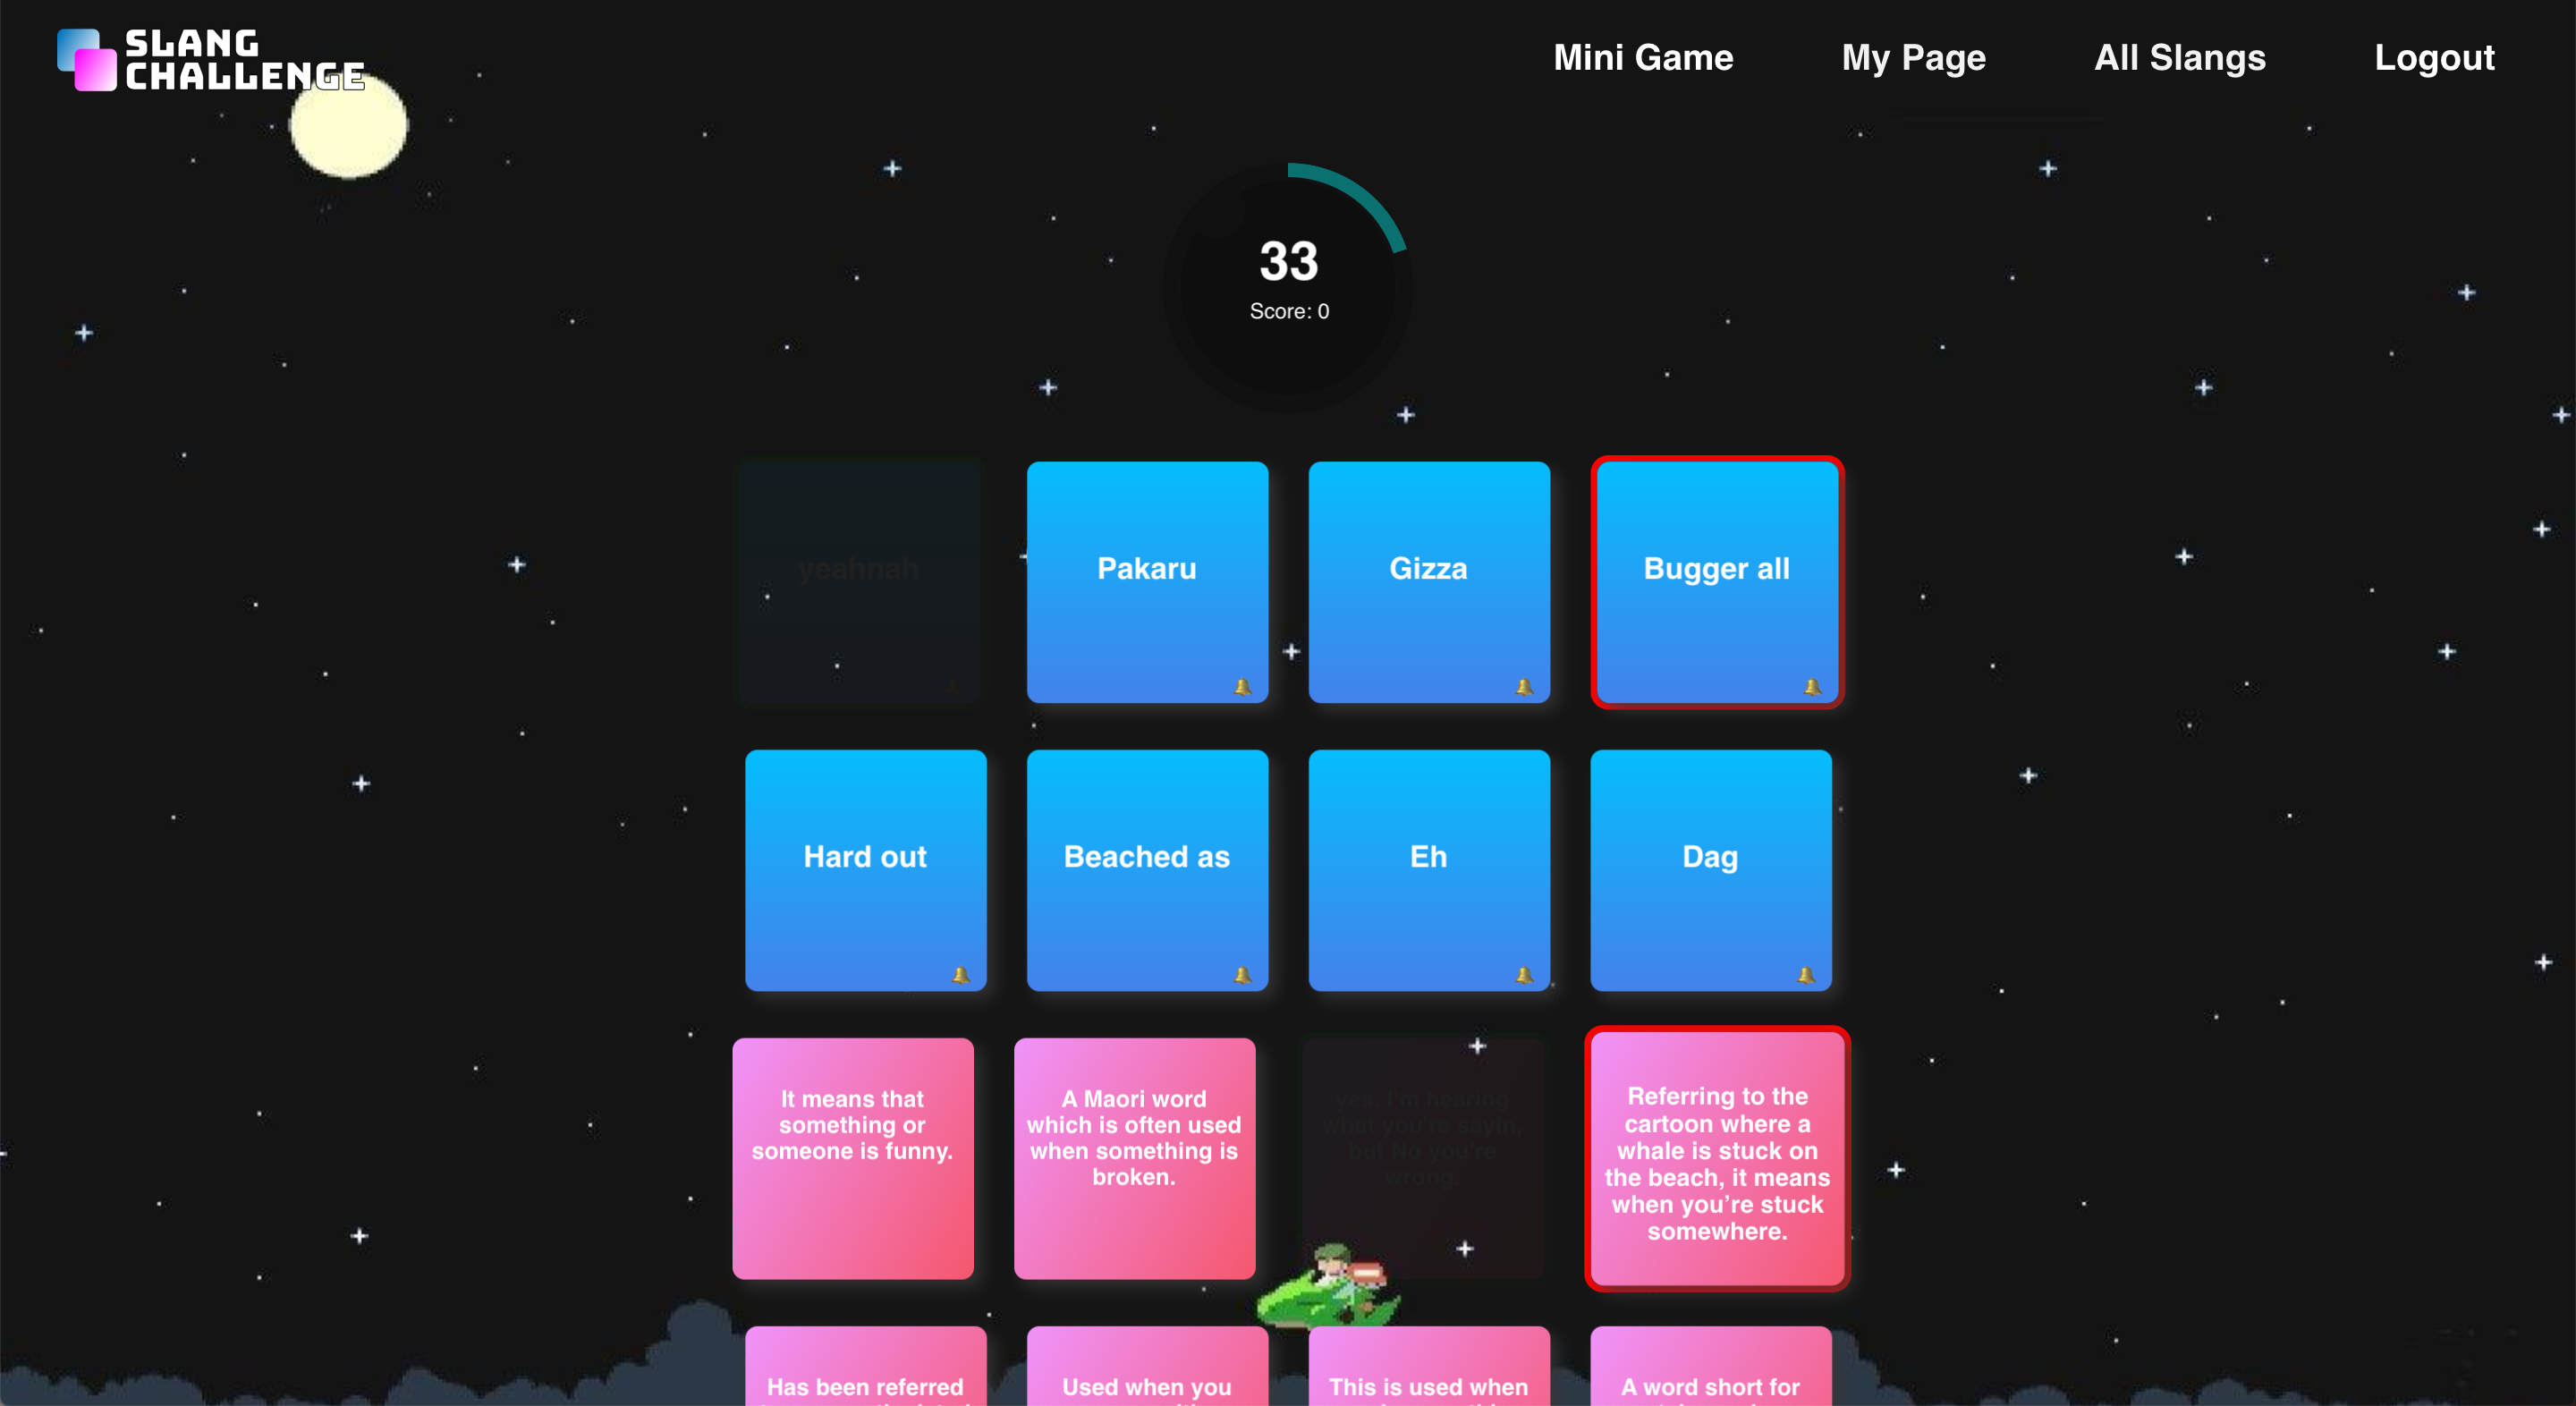 SLANG
CHALLENGE
Mini Game
My Page
All Slangs
Logout
33
Score: 0
yeahnah
Pakaru
Gizza
Bugger all
Hard out
Beached as
Eh
Dag
It means that
something or
someone is funny.
A Maori word
which is often used
when something is
broken.
yes, I'm hearing
what you're sayin,
but No you're
wrong.
Referring to the
cartoon where a
whale is stuck on
the beach, it means
when you’re stuck
somewhere.
Has been referred
Used when you
This is used when
A word short for